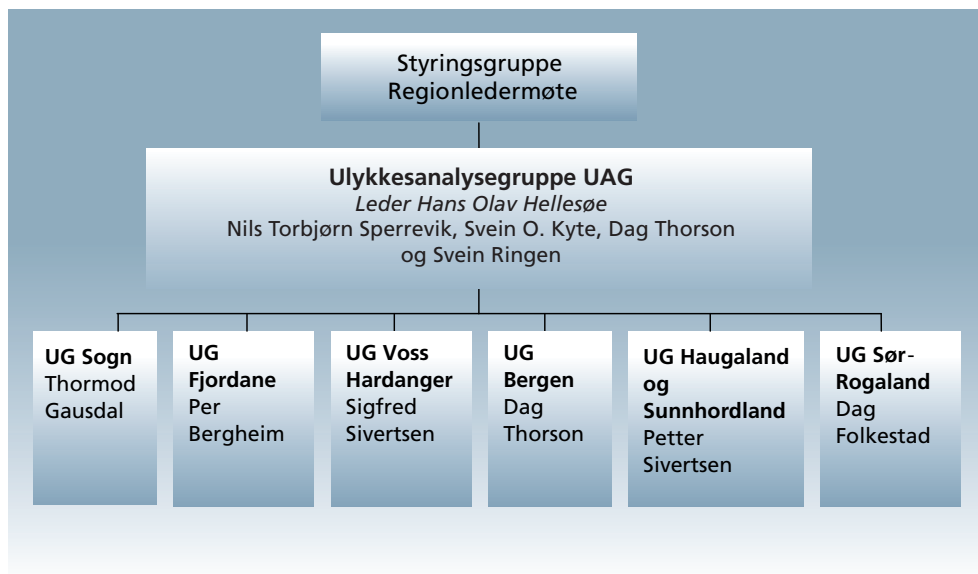 Styringsgruppe
Regionledermøte
Ulykkesanalysegruppe UAG
Leder Hans Olav Hellesøe
Nils Torbjørn Sperrevik, Svein O. Kyte, Dag Thorson
og Svein Ringen
UG Sogn
Thormod
Gausdal
UG
Fjordane
Per
Bergheim
UG Voss
Hardanger
Sigfred
Sivertsen
UG
Bergen
Dag
Thorson
UG Haugaland
og
Sunnhordland
Petter
Sivertsen
UG Sør-
Rogaland
Dag
Folkestad